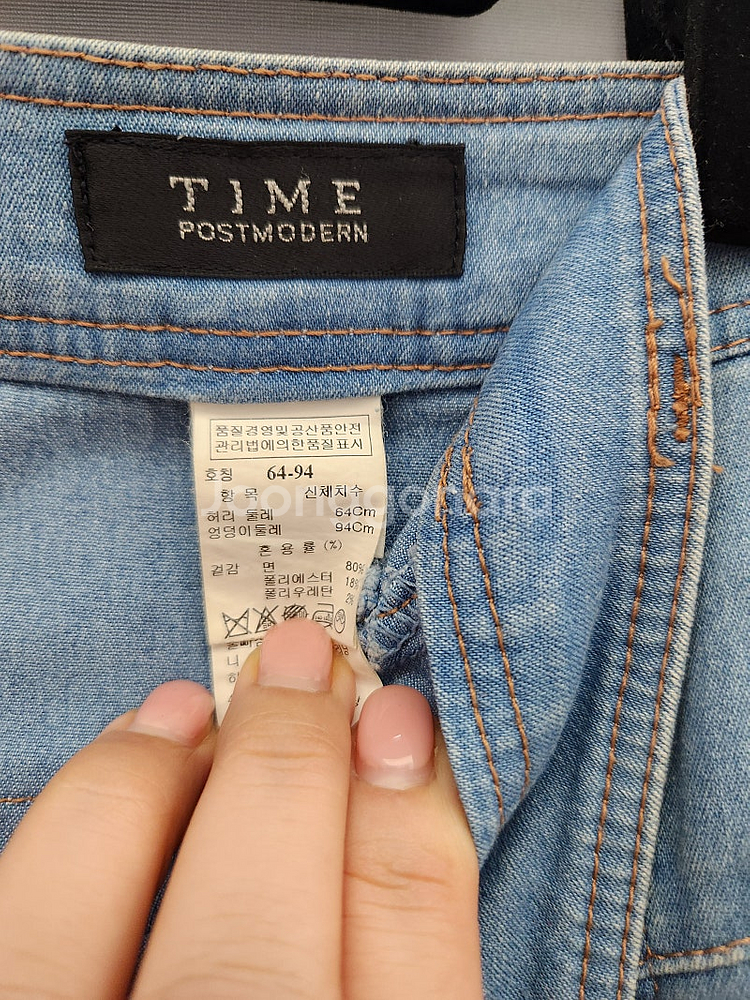 TIME
POSTMODERN
품질경영및공산품안전
관리법에의한품질표시
호칭 64-94
항 목 신체치수
허리 둘레 64Cm
엉덩이둘레 94Cm
혼 용 률 (%)
겉감 면 80%
폴리에스터 18%
폴리우레탄 2%
Joonggonara